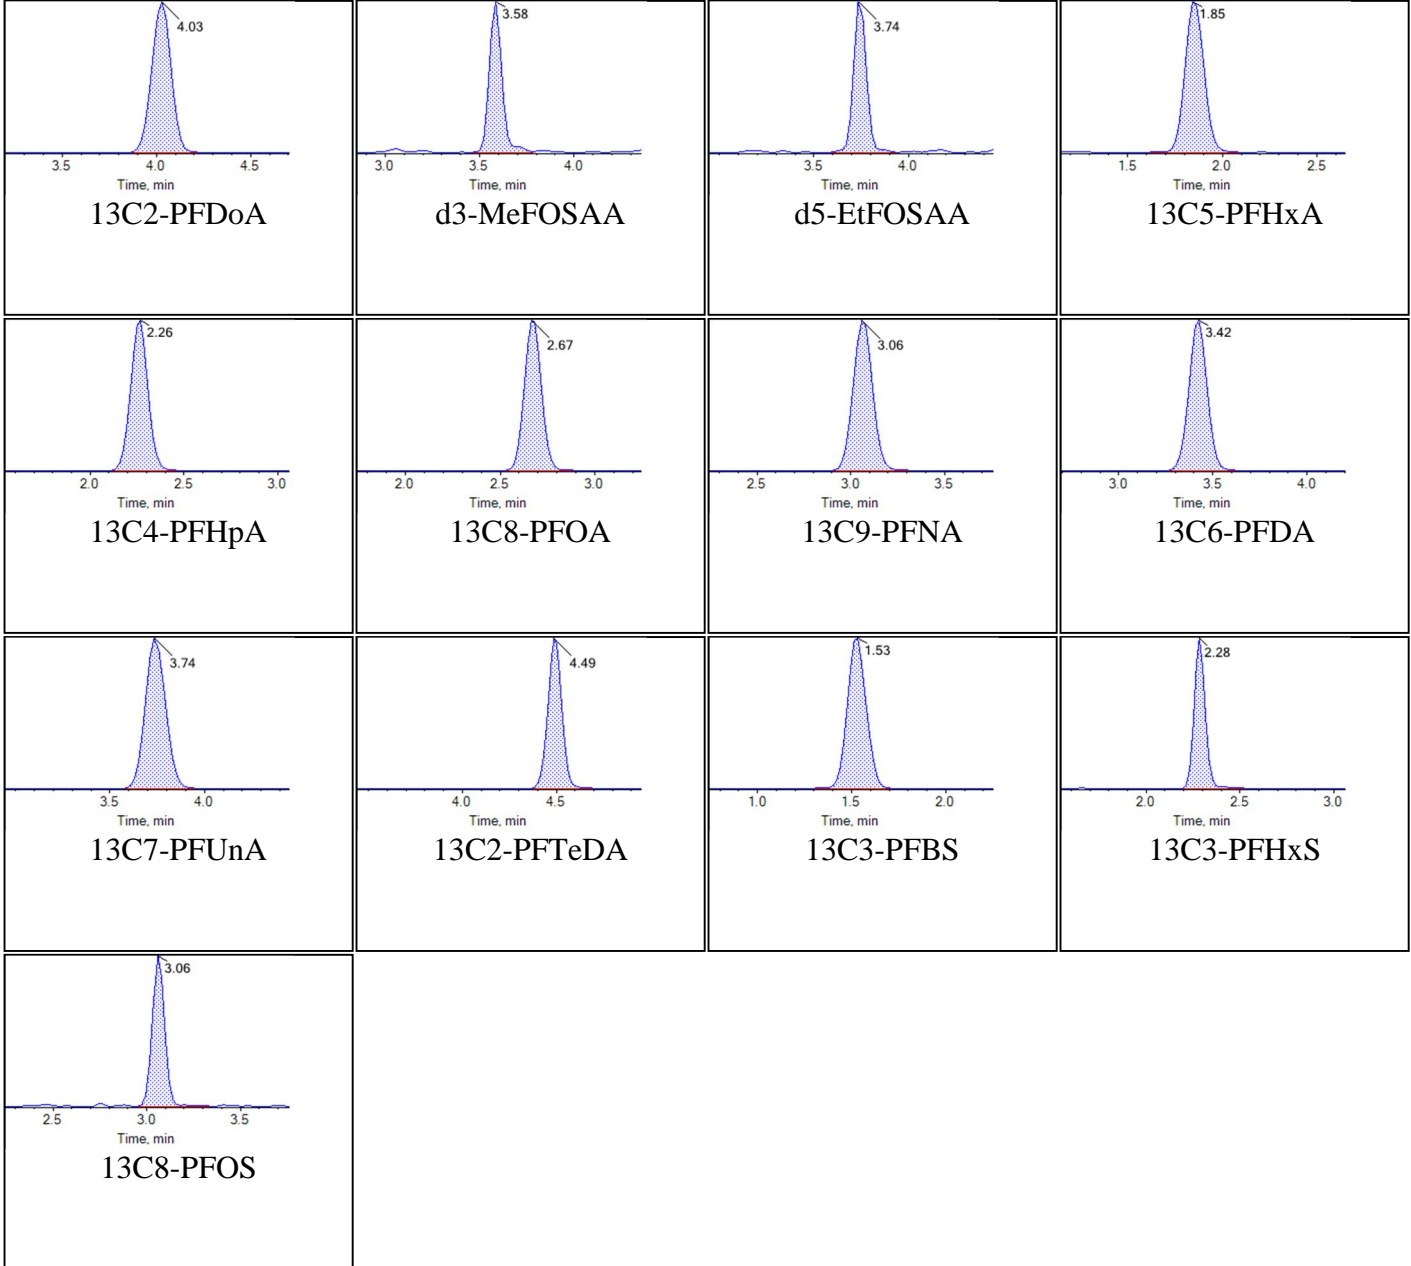 4.03
3.5 4.0 4.5
Time, min
13C2-PFDoA
3.58
3.0 3.5 4.0
Time, min
d3-MeFOSAA
3.74
3.5 4.0
Time, min
d5-EtFOSAA
1.85
1.5 2.0 2.5
Time, min
13C5-PFHxA
2.26
2.0 2.5 3.0
Time, min
13C4-PFHpA
2.67
2.0 2.5 3.0
Time, min
13C8-PFOA
3.06
2.5 3.0 3.5
Time, min
13C9-PFNA
3.42
3.0 3.5 4.0
Time, min
13C6-PFDA
3.74
3.5 4.0
Time, min
13C7-PFUnA
4.49
4.0 4.5
Time, min
13C2-PFTeDA
1.53
1.0 1.5 2.0
Time, min
13C3-PFBS
2.28
2.0 2.5 3.0
Time, min
13C3-PFHxS
3.06
2.5 3.0 3.5
Time, min
13C8-PFOS